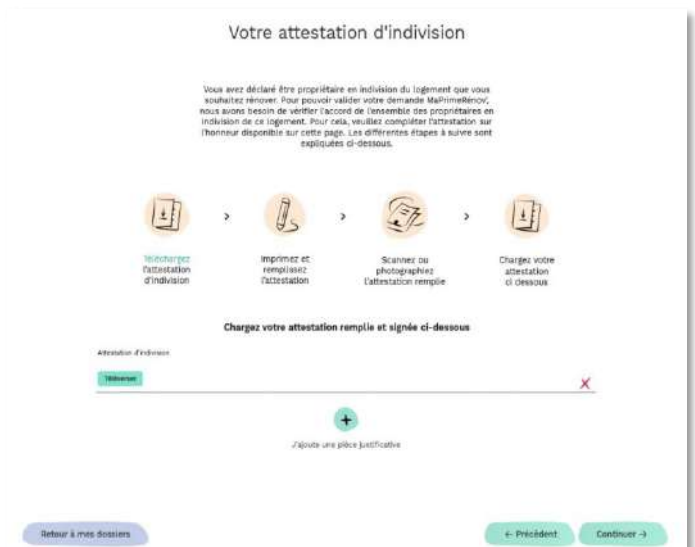 Votre attestation d'indivision
Vous avez déclaré être propriétaire en indivision du logement que vous
souhaitez rénover. Pour pouvoir valider votre demande MaPrimeRénov',
nous avons besoin de vérifier l'accord de l'ensemble des propriétaires en
indivision de ce logement. Pour cela, veuillez compléter l'attestation sur
l'honneur disponible sur cette page. Les différentes étapes à suivre sont
expliquées ci-dessous.
Téléchargez
l'attestation
d'indivision
>
Imprimez et
remplissez
l'attestation
>
Scannez ou
photographiez
l'attestation remplie
>
Chargez votre
attestation
ci dessous
Chargez votre attestation remplie et signée ci-dessous
Attestation d'indivision
Téléverser
J'ajoute une pièce justificative
Retour à mes dossiers
← Précédent
Continuer →